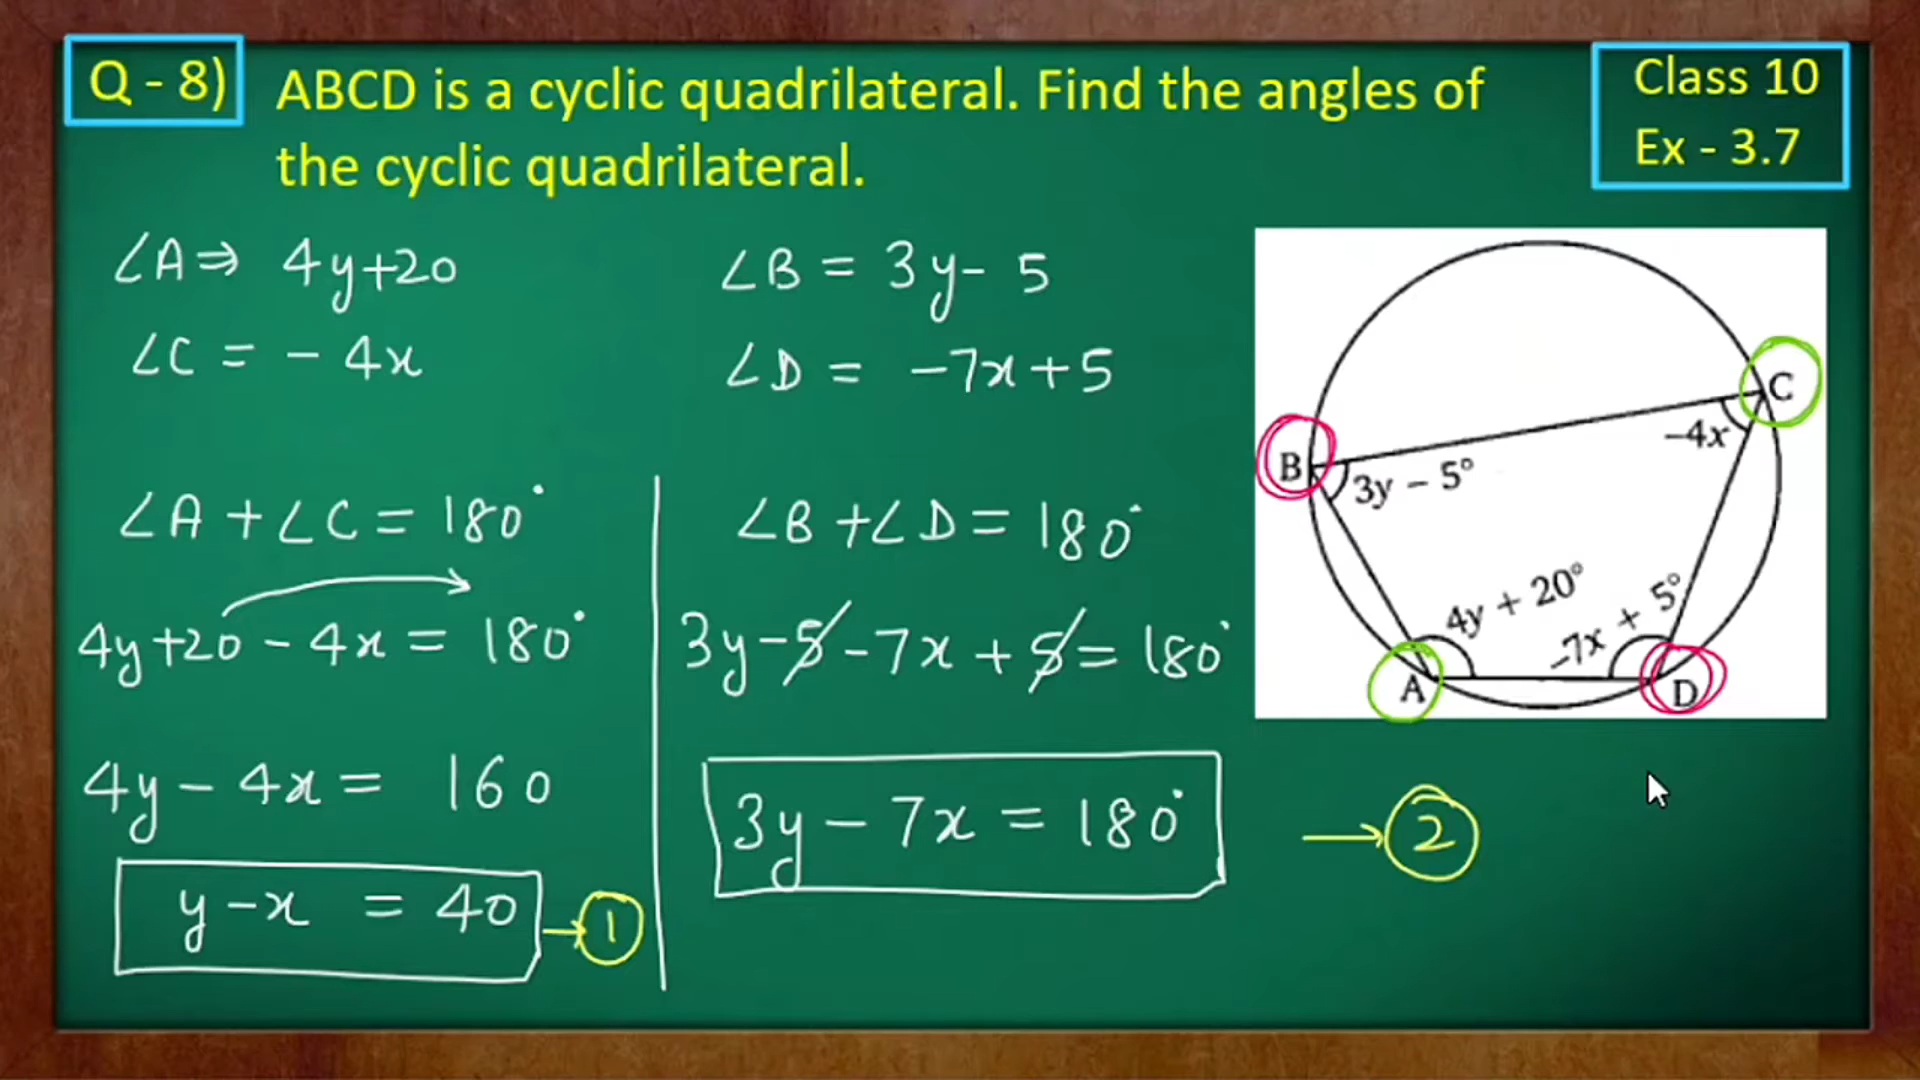 Q - 8)
ABCD is a cyclic quadrilateral. Find the angles of
the cyclic quadrilateral.
Class 10
Ex - 3.7
∠A ⇒ 4y+20
∠C = - 4x
∠B = 3y- 5
∠D = -7x+5
∠A + ∠C = 180°
4y+20 - 4x = 180°
4y - 4x = 160
y - x = 40 → 1
∠B + ∠D = 180°
3y - 5 - 7x + 5 = 180°
3y - 7x = 180° → 2
C
-4x
B
3y - 5°
4y + 20°
-7x + 5°
A
D